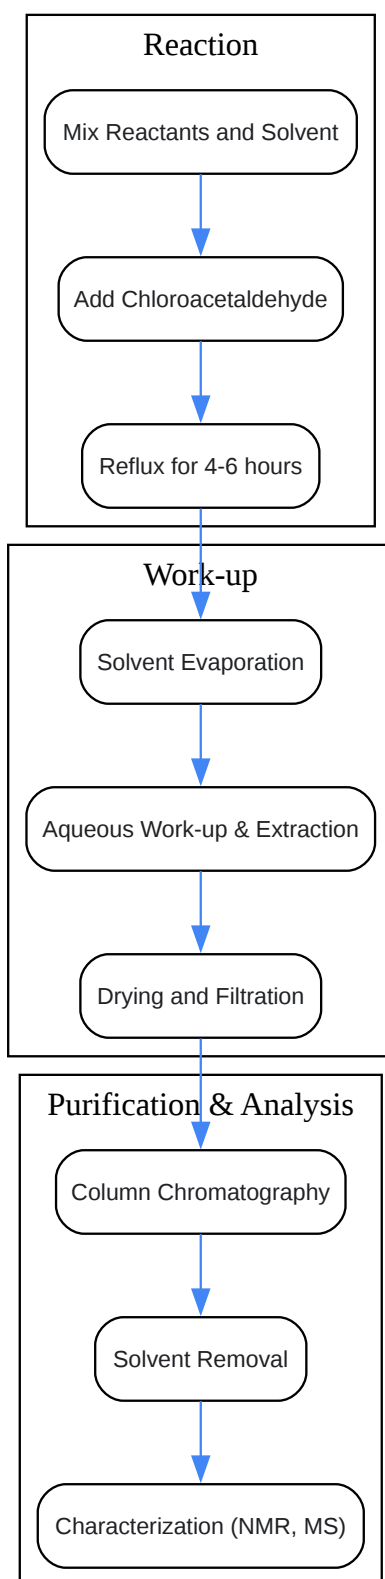 Reaction
Mix Reactants and Solvent
Add Chloroacetaldehyde
Reflux for 4-6 hours
Work-up
Solvent Evaporation
Aqueous Work-up & Extraction
Drying and Filtration
Purification & Analysis
Column Chromatography
Solvent Removal
Characterization (NMR, MS)